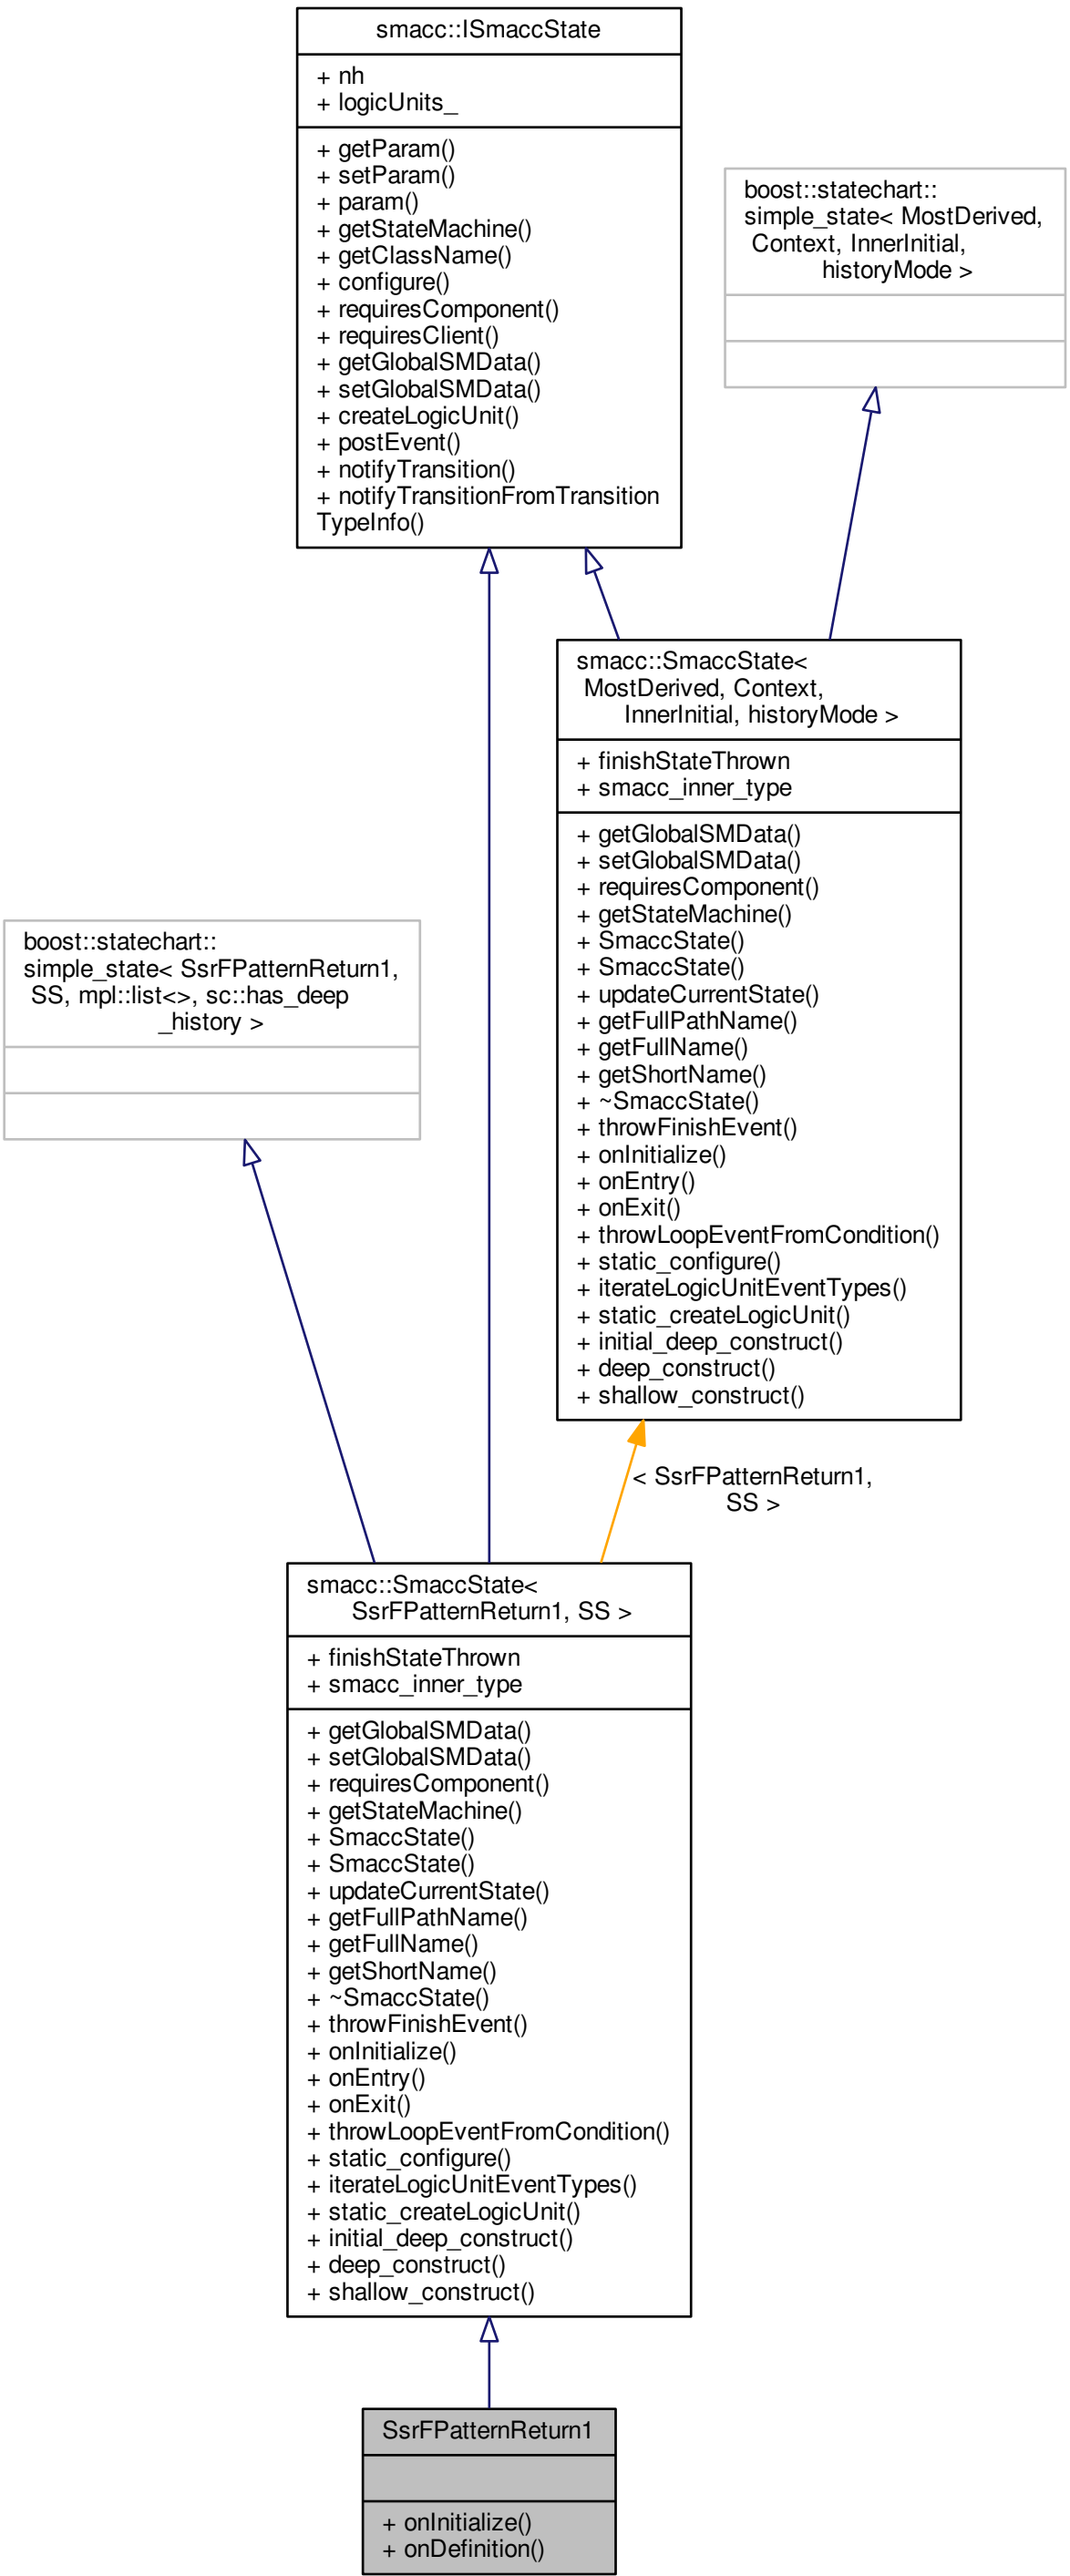 smacc::ISmaccState
+ nh
+ logicUnits_
+ getParam()
+ setParam()
+ param()
+ getStateMachine()
+ getClassName()
+ configure()
+ requiresComponent()
+ requiresClient()
+ getGlobalSMData()
+ setGlobalSMData()
+ createLogicUnit()
+ postEvent()
+ notifyTransition()
+ notifyTransitionFromTransition
TypeInfo()
boost::statechart::
simple_state< MostDerived,
Context, InnerInitial,
historyMode >
smacc::SmaccState<
MostDerived, Context,
InnerInitial, historyMode >
+ finishStateThrown
+ smacc_inner_type
+ getGlobalSMData()
+ setGlobalSMData()
+ requiresComponent()
+ getStateMachine()
+ SmaccState()
+ SmaccState()
+ updateCurrentState()
+ getFullPathName()
+ getFullName()
+ getShortName()
+ ~SmaccState()
+ throwFinishEvent()
+ onInitialize()
+ onEntry()
+ onExit()
+ throwLoopEventFromCondition()
+ static_configure()
+ iterateLogicUnitEventTypes()
+ static_createLogicUnit()
+ initial_deep_construct()
+ deep_construct()
+ shallow_construct()
boost::statechart::
simple_state< SsrFPatternReturn1,
SS, mpl::list<>, sc::has_deep
_history >
< SsrFPatternReturn1,
SS >
smacc::SmaccState<
SsrFPatternReturn1, SS >
+ finishStateThrown
+ smacc_inner_type
+ getGlobalSMData()
+ setGlobalSMData()
+ requiresComponent()
+ getStateMachine()
+ SmaccState()
+ SmaccState()
+ updateCurrentState()
+ getFullPathName()
+ getFullName()
+ getShortName()
+ ~SmaccState()
+ throwFinishEvent()
+ onInitialize()
+ onEntry()
+ onExit()
+ throwLoopEventFromCondition()
+ static_configure()
+ iterateLogicUnitEventTypes()
+ static_createLogicUnit()
+ initial_deep_construct()
+ deep_construct()
+ shallow_construct()
SsrFPatternReturn1
+ onInitialize()
+ onDefinition()